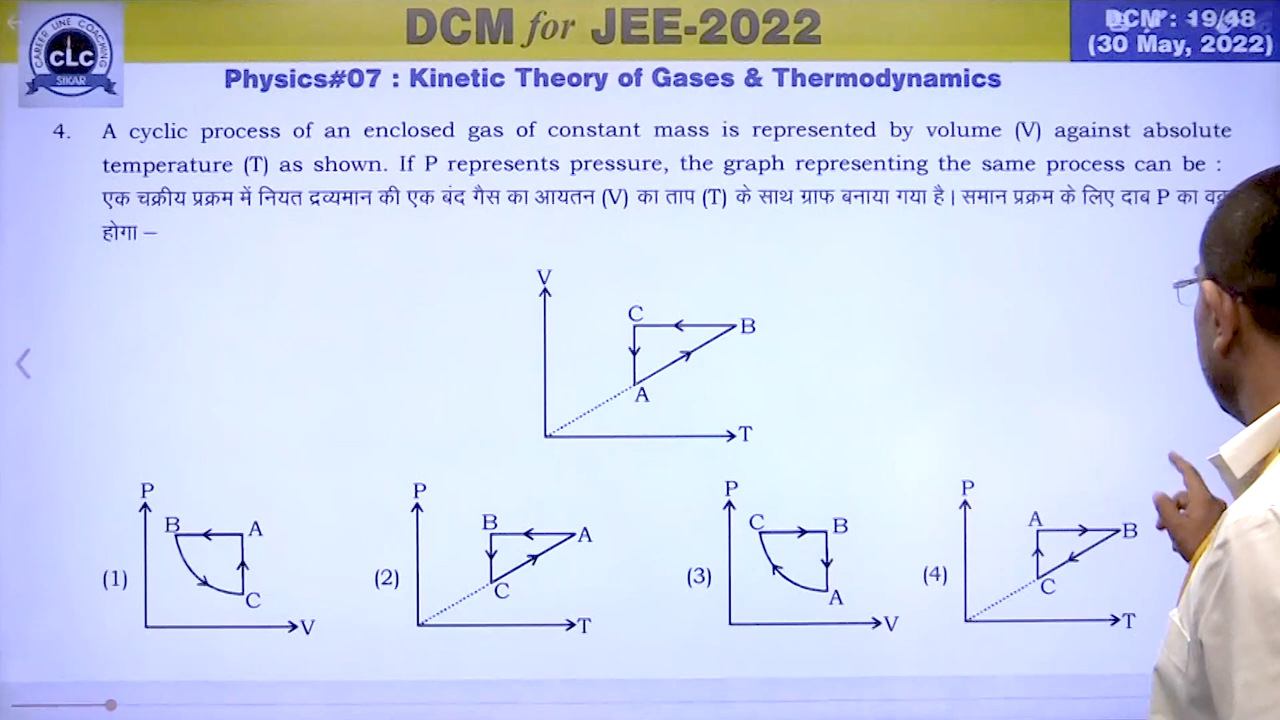 DCM for JEE-2022
DCM : 19/48
(30 May, 2022)
CAREER LINE COACHING
CLC
SIKAR
Physics#07 : Kinetic Theory of Gases & Thermodynamics
4. A cyclic process of an enclosed gas of constant mass is represented by volume (V) against absolute
temperature (T) as shown. If P represents pressure, the graph representing the same process can be :
एक चक्रीय प्रक्रम में नियत द्रव्यमान की एक बंद गैस का आयतन (V) का ताप (T) के साथ ग्राफ बनाया गया है। समान प्रक्रम के लिए दाब P का
होगा –
V
C
B
A
T
(1)
P
B
A
C
V
(2)
P
B
A
C
T
(3)
P
C
B
A
V
(4)
P
A
B
C
T